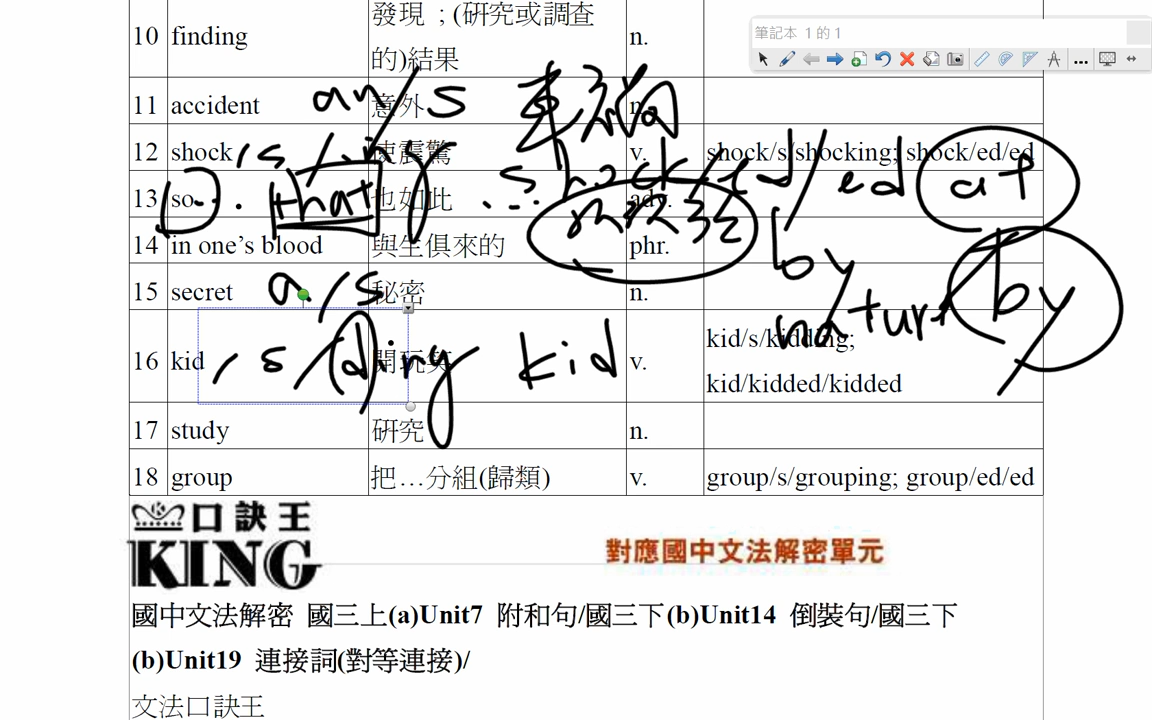 筆記本 1 的 1
發現 ; (研究或調查
10 finding 的)結果 n.
11 accident an/s 意外 車禍 n.
12 shock, s / 使震驚 v. shock/s/shocking; shock/ed/ed
shock/ed/ed at
13 so... that 也如此 adv.
14 in one's blood 與生俱來的 phr. by
15 secret a/s 秘密 n. nature by
16 kid, s/ding 開玩笑 kid v. kid/s/kidding;
kid/kidded/kidded
17 study 研究 n.
18 group 把…分組(歸類) v. group/s/grouping; group/ed/ed
口訣王
KING
對應國中文法解密單元
國中文法解密 國三上(a)Unit7 附和句/國三下(b)Unit14 倒裝句/國三下
(b)Unit19 連接詞(對等連接)/
文法口訣王